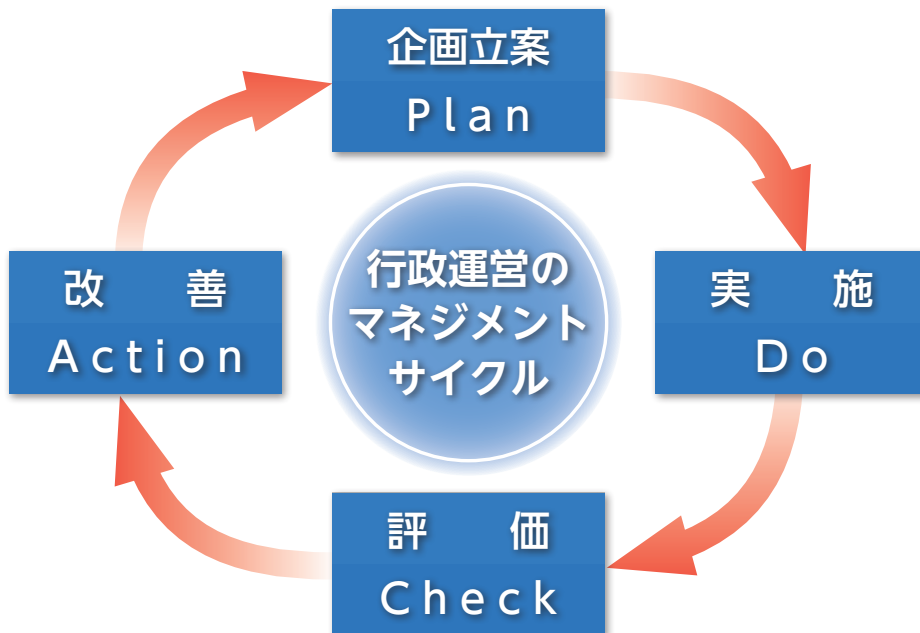 企画立案
Plan
行政運営の
マネジメント
サイクル
改善
Action
実施
Do
評価
Check